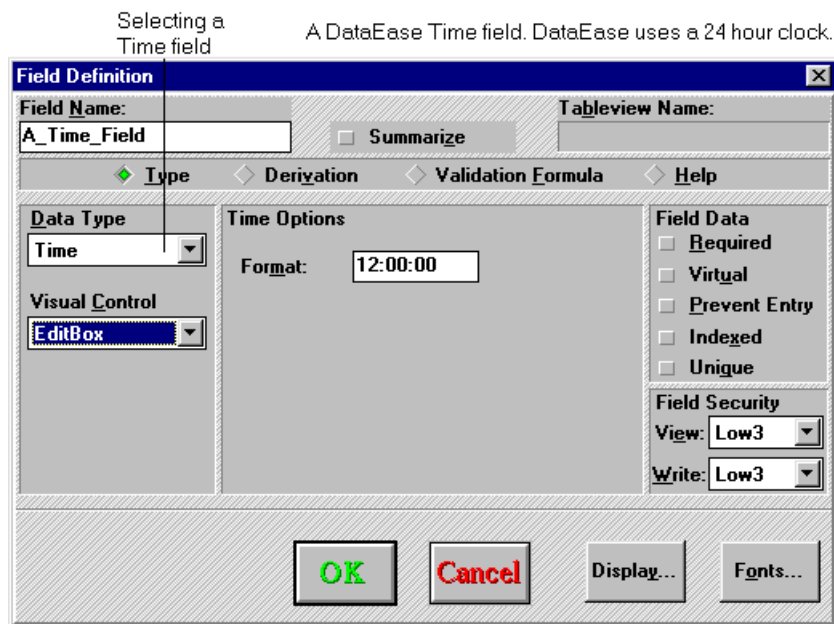 Selecting a
Time field
A DataEase Time field. DataEase uses a 24 hour clock.
Field Definition
Field Name:
Tableview Name:
A_Time_Field
Summarize
Type Derivation Validation Formula Help
Data Type
Time
Visual Control
EditBox
Time Options
Format: 12:00:00
Field Data
Required
Virtual
Prevent Entry
Indexed
Unique
Field Security
View: Low3
Write: Low3
OK Cancel Display... Fonts...